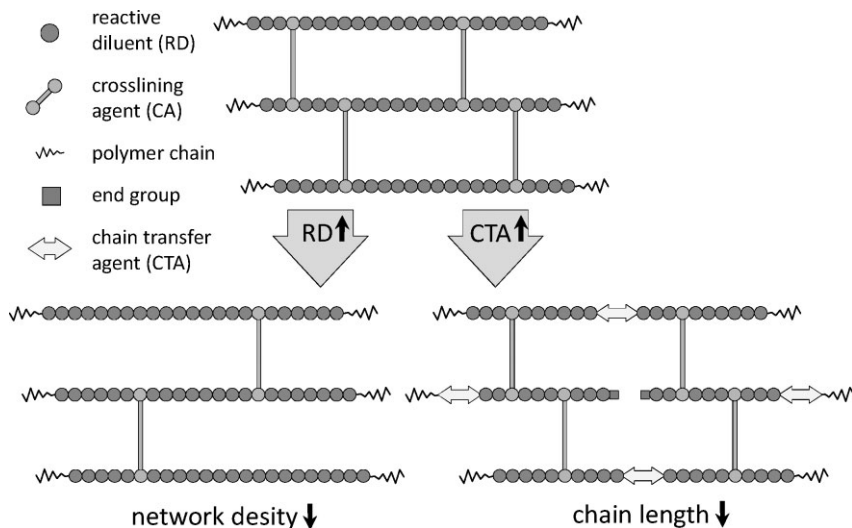 reactive
diluent (RD)
crosslining
agent (CA)
polymer chain
end group
chain transfer
agent (CTA)
RD
CTA
network desity
chain length